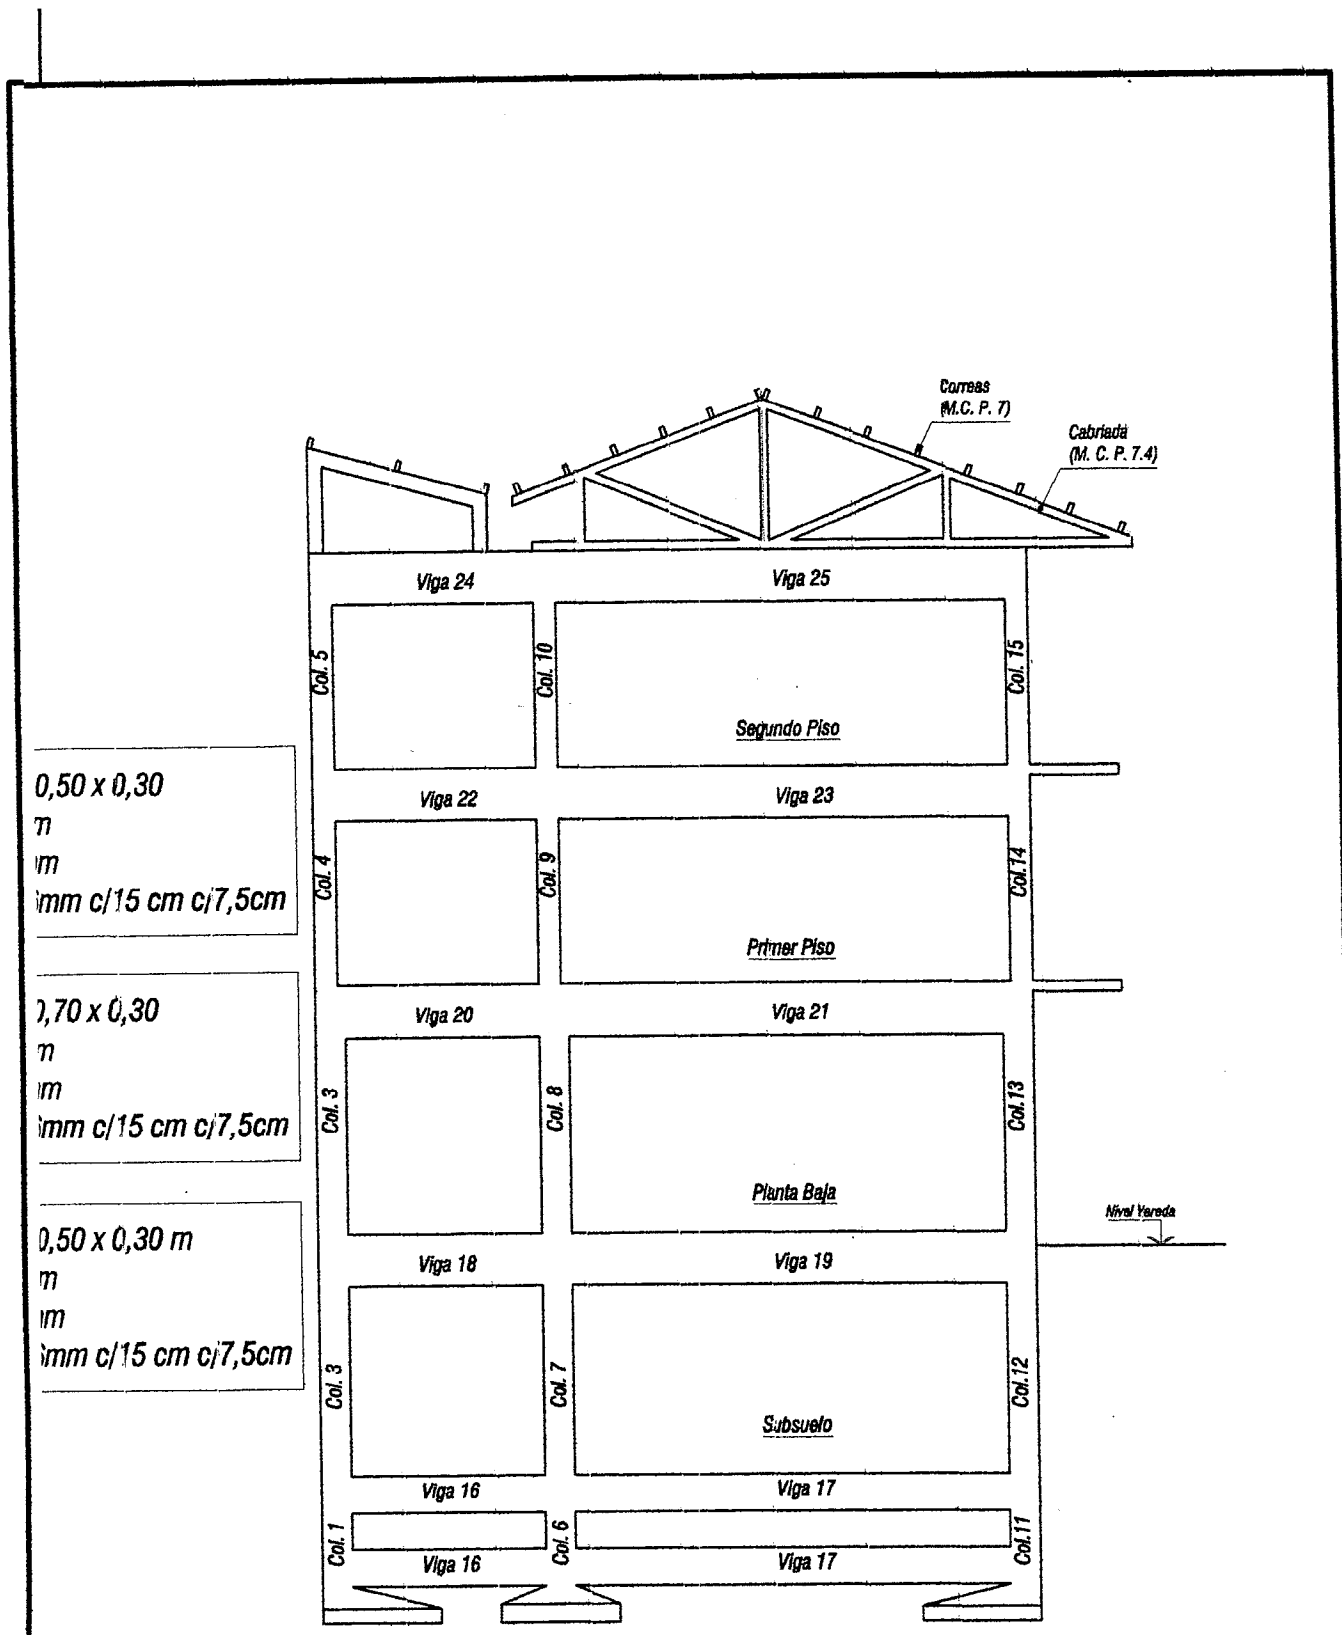 Correas
(M.C. P. 7)
Cabriada
(M. C. P. 7.4)
Viga 24
Viga 25
Col. 5
Col. 10
Col. 15
Segundo Piso
0,50 x 0,30
m
mm c/15 cm c/7,5cm
Viga 22
Viga 23
Col. 4
Col. 9
Col. 14
Primer Piso
,70 x 0,30
m
mm c/15 cm c/7,5cm
Viga 20
Viga 21
Col. 3
Col. 8
Col. 13
Planta Baja
Nivel Vereda
0,50 x 0,30 m
m
mm c/15 cm c/7,5cm
Viga 18
Viga 19
Col. 3
Col. 7
Col. 12
Subsuelo
Viga 16
Viga 17
Col. 1
Col. 6
Col. 11
Viga 16
Viga 17